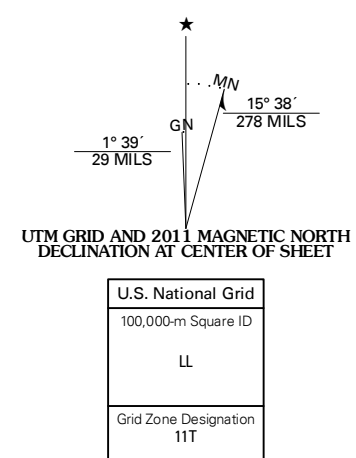 ★
MN
GN
15° 38´
278 MILS
1° 39´
29 MILS
UTM GRID AND 2011 MAGNETIC NORTH
DECLINATION AT CENTER OF SHEET
U.S. National Grid
100,000-m Square ID
LL
Grid Zone Designation
11T